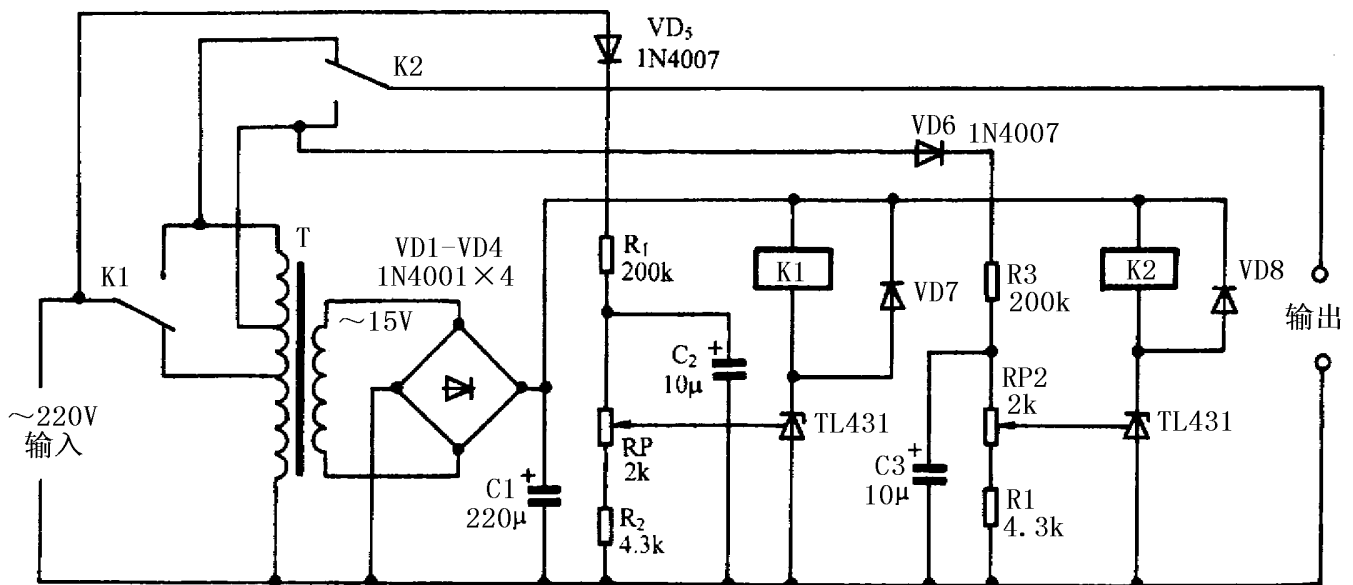 VD₅
1N4007
K2
VD6 1N4007
T
VD1-VD4
1N4001×4
K1
～15V
R₁
200k
K1
VD7
R3
200k
K2
VD8
输出
C₂
+
10μ
～220V
输入
RP
2k
TL431
RP2
2k
TL431
C1
+
220μ
R₂
4.3k
C3
+
10μ
R1
4.3k